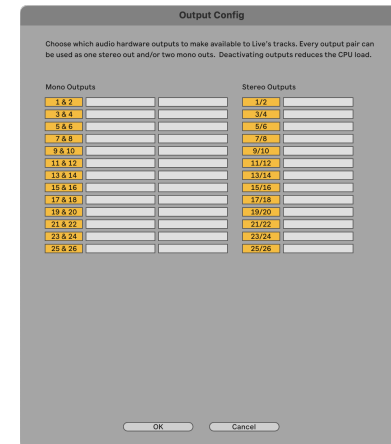 Output Config
Choose which audio hardware outputs to make available to Live's tracks. Every output pair can
be used as one stereo out and/or two mono outs. Deactivating outputs reduces the CPU load.
Mono Outputs
Stereo Outputs
1 & 2
1/2
3 & 4
3/4
5 & 6
5/6
7 & 8
7/8
9 & 10
9/10
11 & 12
11/12
13 & 14
13/14
15 & 16
15/16
17 & 18
17/18
19 & 20
19/20
21 & 22
21/22
23 & 24
23/24
25 & 26
25/26
OK
Cancel